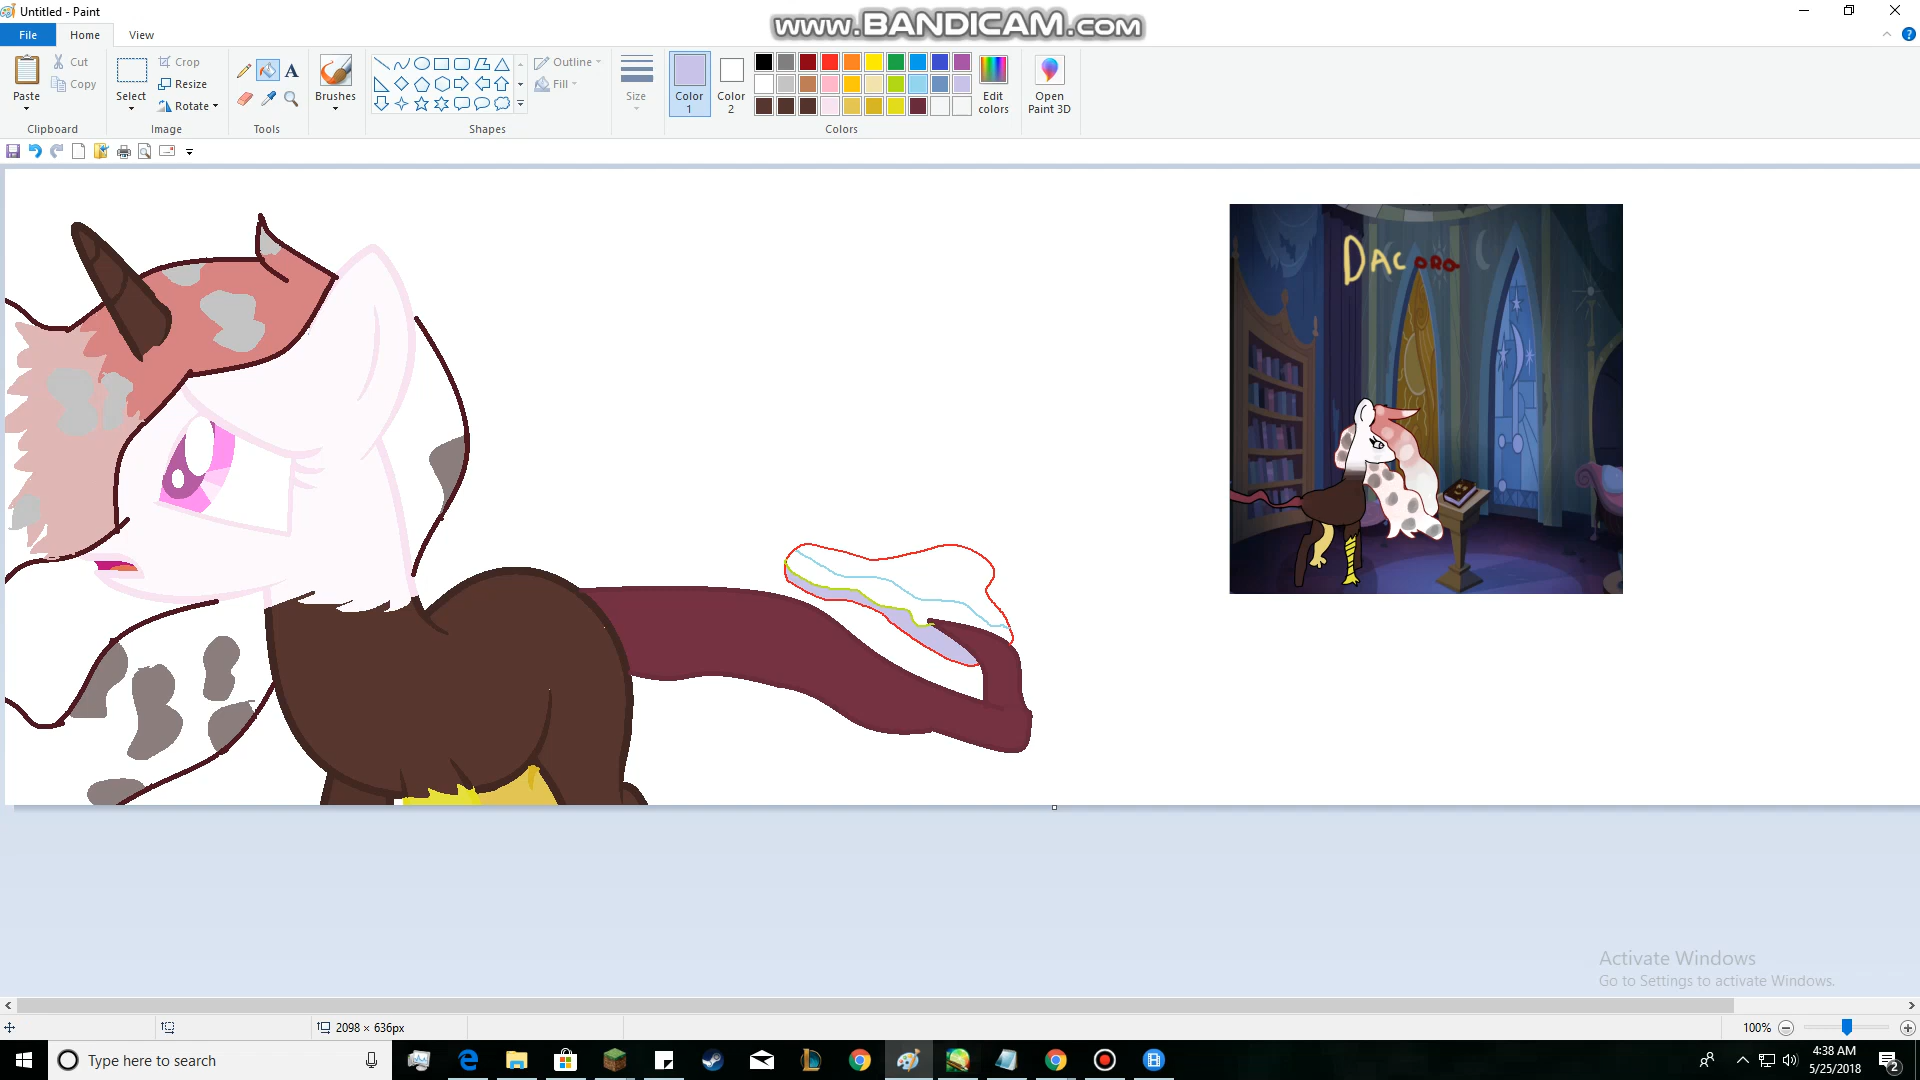 Untitled - Paint
www.BANDICAM.com
File Home View
Cut
Copy
Paste
Clipboard
Select
Crop
Resize
Rotate
Image
Tools
Brushes
Shapes
Outline
Fill
Size
Color 1
Color 2
Colors
Edit colors
Open Paint 3D
DAC DRO
Activate Windows
Go to Settings to activate Windows.
2098 × 636px
100%
Type here to search
4:38 AM
5/25/2018
2